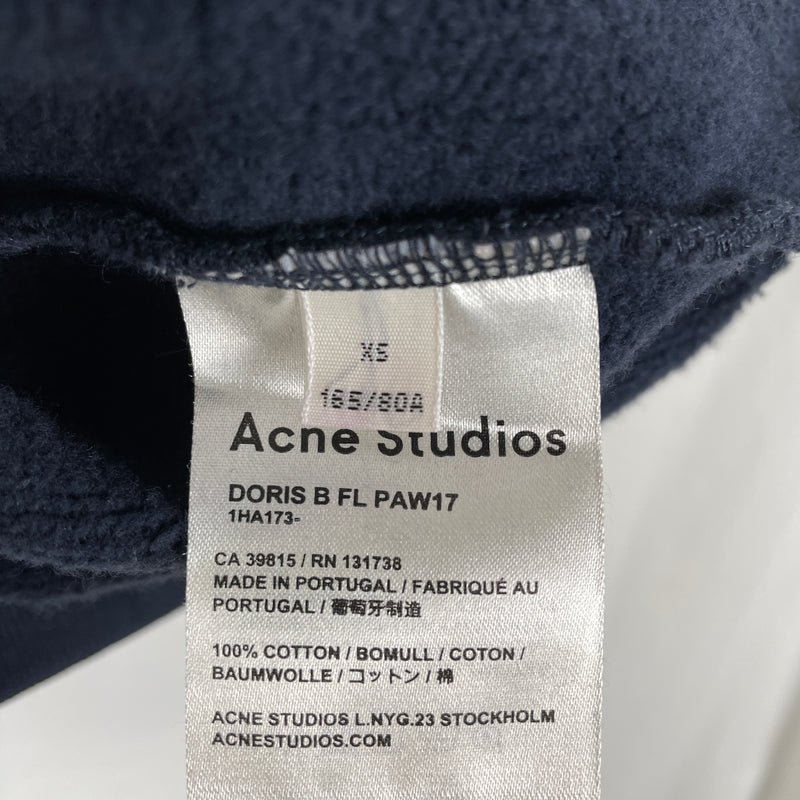 XS
165/80A
Acne Studios
DORIS B FL PAW17
1HA173-
CA 39815 / RN 131738
MADE IN PORTUGAL / FABRIQUÉ AU
PORTUGAL / 葡萄牙制造
100% COTTON / BOMULL / COTON /
BAUMWOLLE / コットン / 棉
ACNE STUDIOS L.NYG.23 STOCKHOLM
ACNESTUDIOS.COM